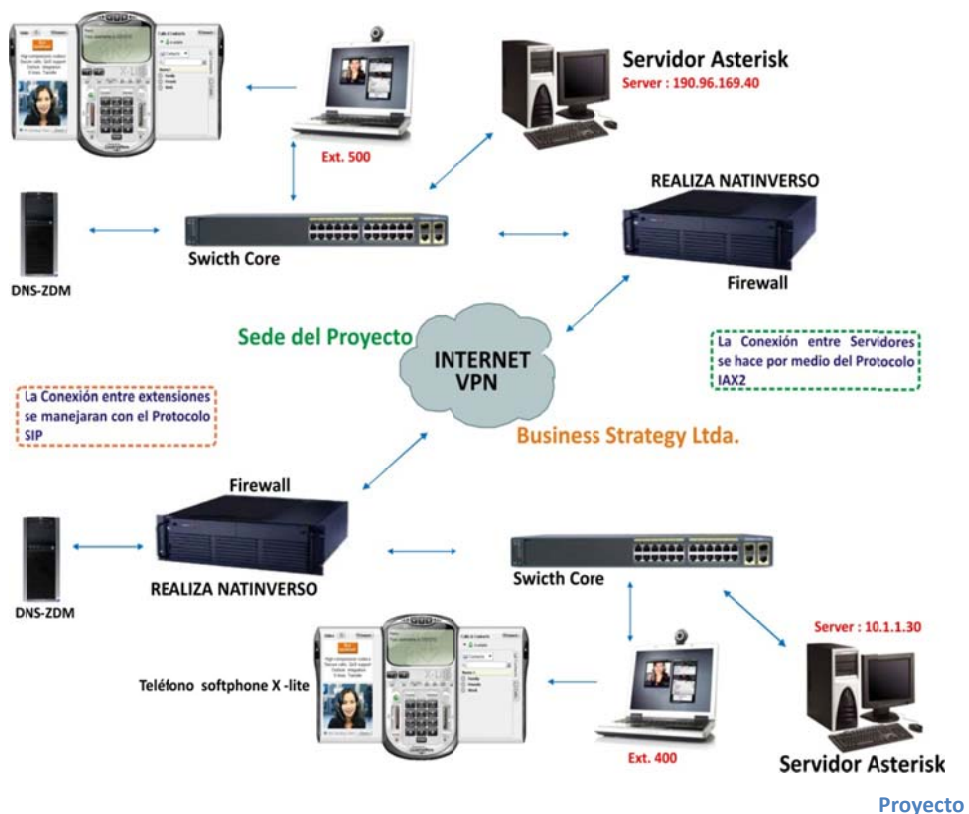 Servidor Asterisk
Server : 190.96.169.40
Ext. 500
REALIZA NATINVERSO
Swicth Core
Firewall
DNS-ZDM
Sede del Proyecto
INTERNET
VPN
La Conexión entre Servidores
se hace por medio del Protocolo
IAX2
La Conexión entre extensiones
se manejaran con el Protocolo
SIP
Business Strategy Ltda.
Firewall
REALIZA NATINVERSO
DNS-ZDM
Swicth Core
Server : 10.1.1.30
Teléfono softphone X -lite
Ext. 400
Servidor Asterisk
Proyecto